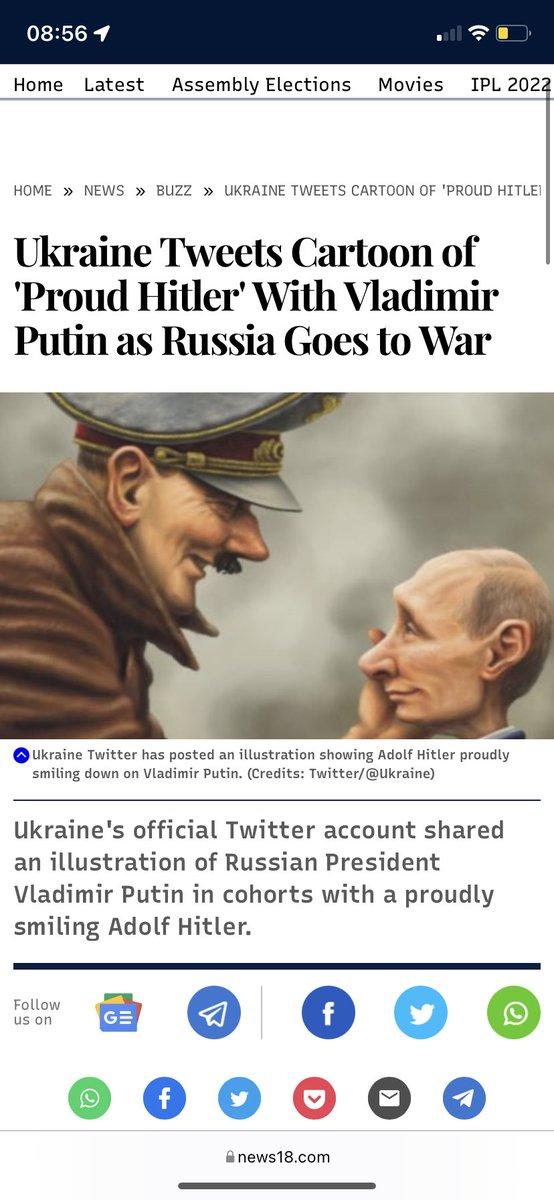 08:56
Home Latest Assembly Elections Movies IPL 2022
HOME » NEWS » BUZZ » UKRAINE TWEETS CARTOON OF 'PROUD HITLE
Ukraine Tweets Cartoon of
'Proud Hitler' With Vladimir
Putin as Russia Goes to War
Ukraine Twitter has posted an illustration showing Adolf Hitler proudly
smiling down on Vladimir Putin. (Credits: Twitter/@Ukraine)
Ukraine's official Twitter account shared
an illustration of Russian President
Vladimir Putin in cohorts with a proudly
smiling Adolf Hitler.
Follow
us on
GE
news18.com